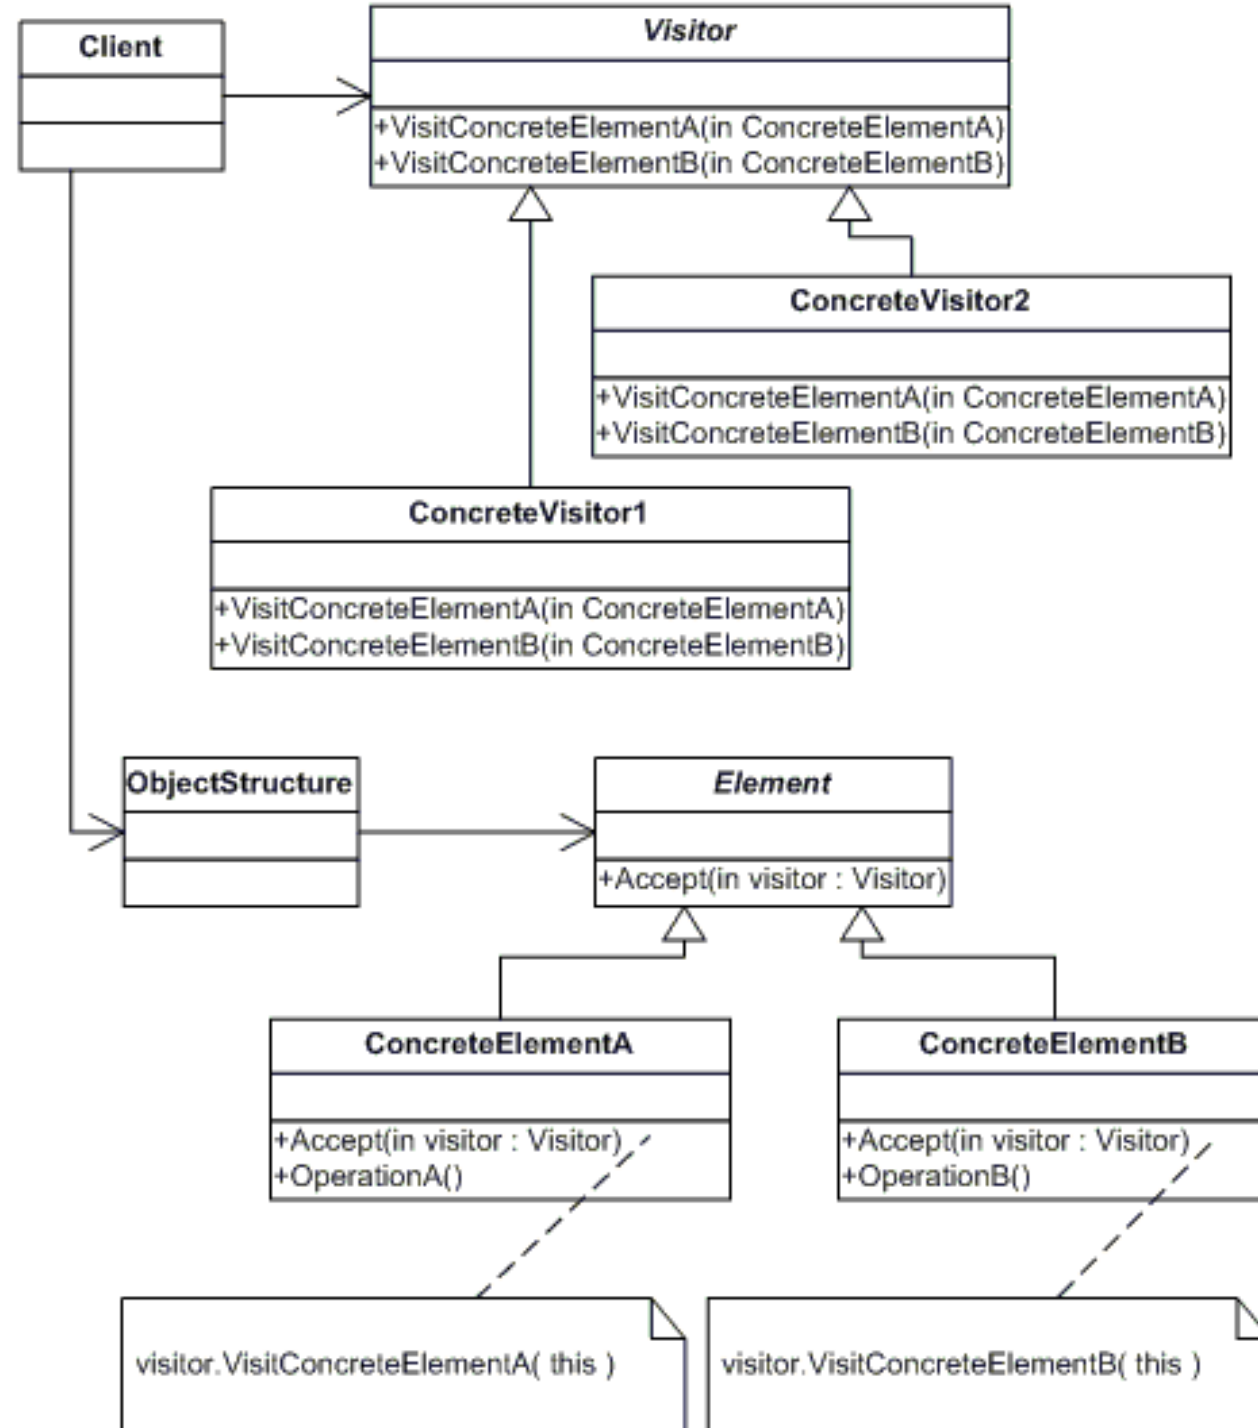 Client
Visitor
+VisitConcreteElementA(in ConcreteElementA)
+VisitConcreteElementB(in ConcreteElementB)
ConcreteVisitor2
+VisitConcreteElementA(in ConcreteElementA)
+VisitConcreteElementB(in ConcreteElementB)
ConcreteVisitor1
+VisitConcreteElementA(in ConcreteElementA)
+VisitConcreteElementB(in ConcreteElementB)
ObjectStructure
Element
+Accept(in visitor : Visitor)
ConcreteElementA
+Accept(in visitor : Visitor)
+OperationA()
ConcreteElementB
+Accept(in visitor : Visitor)
+OperationB()
visitor.VisitConcreteElementA( this )
visitor.VisitConcreteElementB( this )